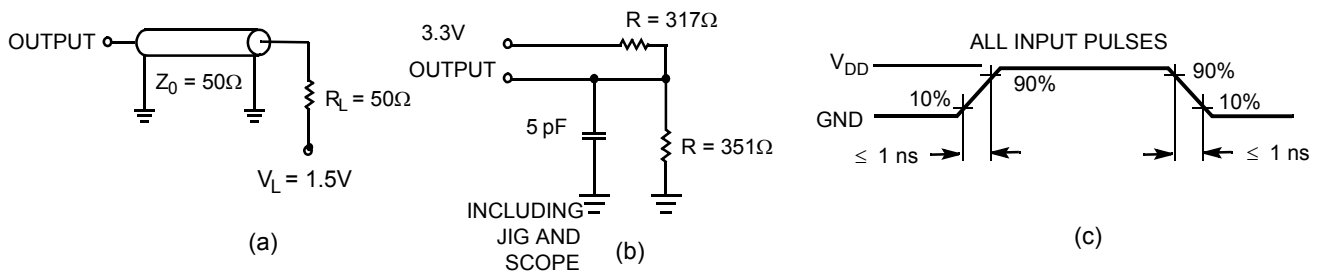 OUTPUT
Z0 = 50Ω
RL = 50Ω
VL = 1.5V
(a)
R = 317Ω
3.3V
OUTPUT
5 pF
R = 351Ω
INCLUDING
JIG AND
SCOPE
(b)
ALL INPUT PULSES
VDD
90%
90%
10%
10%
GND
≤ 1 ns
≤ 1 ns
(c)